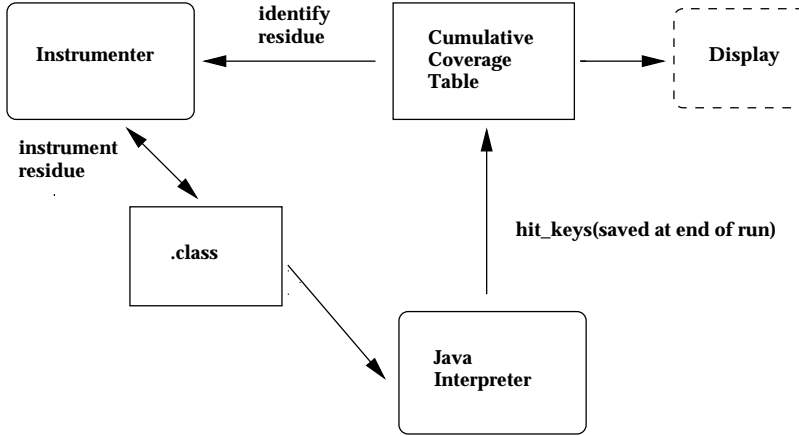 identify
residue
Instrumenter
Cumulative
Coverage
Table
Display
instrument
residue
.class
hit_keys(saved at end of run)
Java
Interpreter